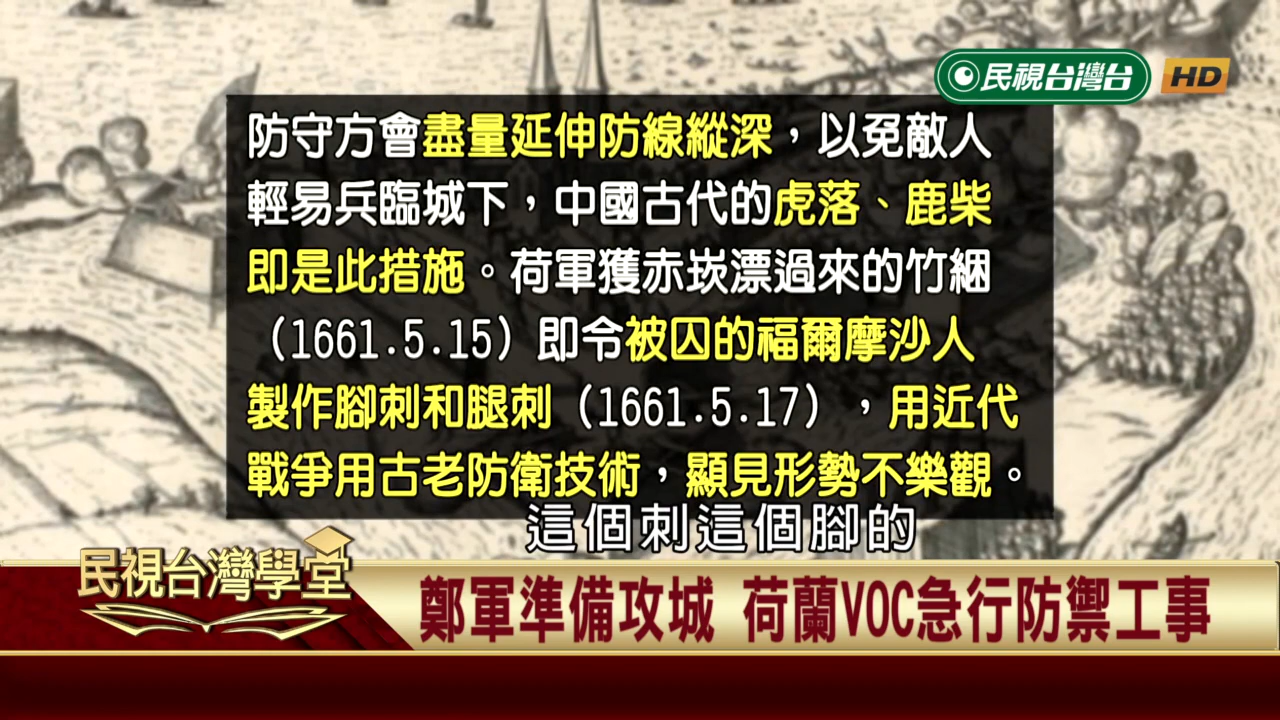 民視台灣台 HD
防守方會盡量延伸防線縱深，以免敵人
輕易兵臨城下，中國古代的虎落、鹿柴
即是此措施。荷軍獲赤崁漂過來的竹綑
（1661.5.15）即令被囚的福爾摩沙人
製作腳刺和腿刺（1661.5.17），用近代
戰爭用古老防衛技術，顯見形勢不樂觀。
這個刺這個腳的
民視台灣學堂
鄭軍準備攻城 荷蘭VOC急行防禦工事